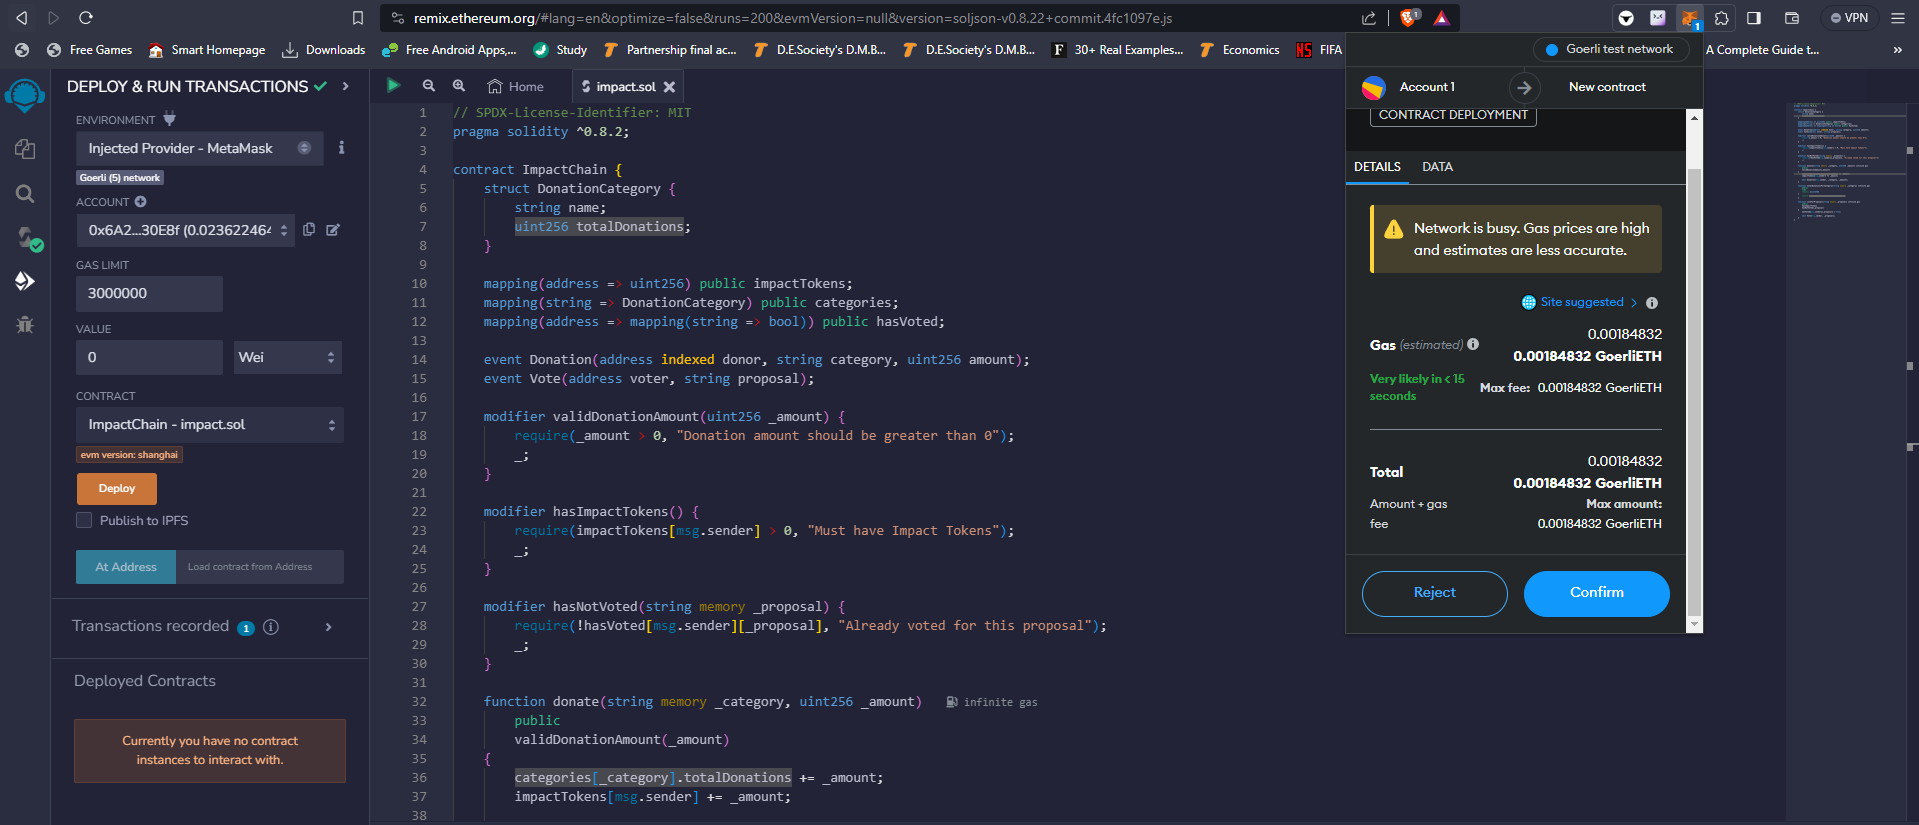 remix.ethereum.org/#lang=en&optimize=false&runs=200&evmVersion=null&version=soljson-v0.8.22+commit.4fc1097e.js
1
1
VPN
Free Games
Smart Homepage
Downloads
Free Android Apps,...
Study
Partnership final ac...
D.E.Society's D.M.B...
D.E.Society's D.M.B...
30+ Real Examples...
Economics
FIFA
A Complete Guide t...
»
DEPLOY & RUN TRANSACTIONS
ENVIRONMENT
Injected Provider - MetaMask
Goerli (5) network
ACCOUNT
0x6A2...30E8f (0.023622464
GAS LIMIT
3000000
VALUE
0
Wei
CONTRACT
ImpactChain - impact.sol
evm version: shanghai
Deploy
Publish to IPFS
At Address
Load contract from Address
Transactions recorded 1
Deployed Contracts
Currently you have no contract
instances to interact with.
Home
impact.sol
1 // SPDX-License-Identifier: MIT
2 pragma solidity ^0.8.2;
3
4 contract ImpactChain {
5 struct DonationCategory {
6 string name;
7 uint256 totalDonations;
8 }
9
10 mapping(address => uint256) public impactTokens;
11 mapping(string => DonationCategory) public categories;
12 mapping(address => mapping(string => bool)) public hasVoted;
13
14 event Donation(address indexed donor, string category, uint256 amount);
15 event Vote(address voter, string proposal);
16
17 modifier validDonationAmount(uint256 _amount) {
18 require(_amount > 0, "Donation amount should be greater than 0");
19 _;
20 }
21
22 modifier hasImpactTokens() {
23 require(impactTokens[msg.sender] > 0, "Must have Impact Tokens");
24 _;
25 }
26
27 modifier hasNotVoted(string memory _proposal) {
28 require(!hasVoted[msg.sender][_proposal], "Already voted for this proposal");
29 _;
30 }
31
32 function donate(string memory _category, uint256 _amount) infinite gas
33 public
34 validDonationAmount(_amount)
35 {
36 categories[_category].totalDonations += _amount;
37 impactTokens[msg.sender] += _amount;
38
Goerli test network
Account 1
New contract
CONTRACT DEPLOYMENT
DETAILS
DATA
Network is busy. Gas prices are high
and estimates are less accurate.
Site suggested >
0.00184832
Gas (estimated)
0.00184832 GoerliETH
Very likely in < 15
seconds
Max fee: 0.00184832 GoerliETH
0.00184832
Total
0.00184832 GoerliETH
Amount + gas
fee
Max amount:
0.00184832 GoerliETH
Reject
Confirm